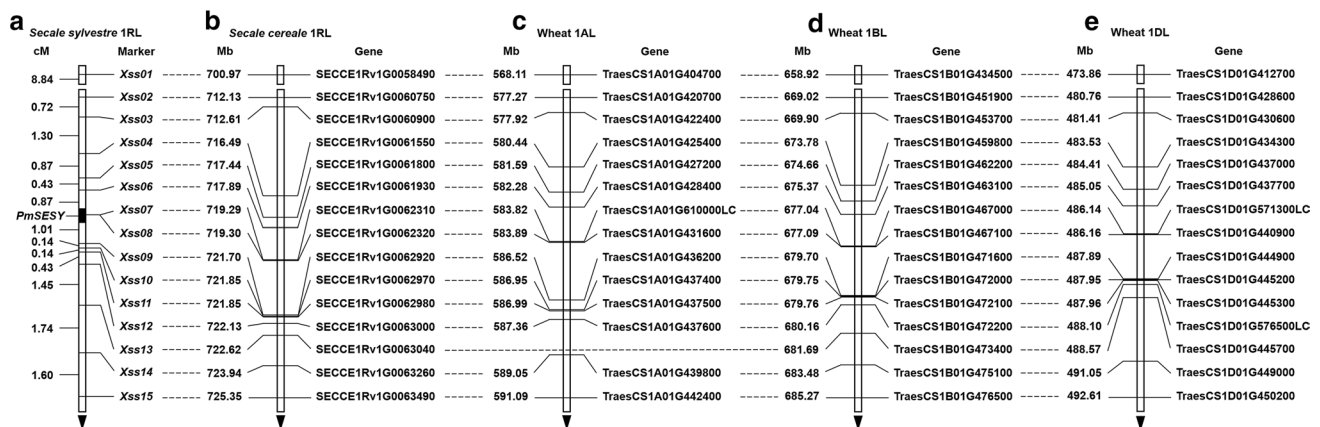 a b c d e
Secale sylvestre 1RL Secale cereale 1RL Wheat 1AL Wheat 1BL Wheat 1DL
cM Marker Mb Gene Mb Gene Mb Gene Mb Gene
8.84 Xss01 700.97 SECCE1Rv1G0058490 568.11 TraesCS1A01G404700 658.92 TraesCS1B01G434500 473.86 TraesCS1D01G412700
Xss02 712.13 SECCE1Rv1G0060750 577.27 TraesCS1A01G420700 669.02 TraesCS1B01G451900 480.76 TraesCS1D01G428600
0.72 Xss03 712.61 SECCE1Rv1G0060900 577.92 TraesCS1A01G422400 669.90 TraesCS1B01G453700 481.41 TraesCS1D01G430600
1.30 Xss04 716.49 SECCE1Rv1G0061550 580.44 TraesCS1A01G425400 673.78 TraesCS1B01G459800 483.53 TraesCS1D01G434300
0.87 Xss05 717.44 SECCE1Rv1G0061800 581.59 TraesCS1A01G427200 674.66 TraesCS1B01G462200 484.41 TraesCS1D01G437000
0.43 Xss06 717.89 SECCE1Rv1G0061930 582.28 TraesCS1A01G428400 675.37 TraesCS1B01G463100 485.05 TraesCS1D01G437700
0.87
PmSESY Xss07 719.29 SECCE1Rv1G0062310 583.82 TraesCS1A01G610000LC 677.04 TraesCS1B01G467000 486.14 TraesCS1D01G571300LC
1.01 Xss08 719.30 SECCE1Rv1G0062320 583.89 TraesCS1A01G431600 677.09 TraesCS1B01G467100 486.16 TraesCS1D01G440900
0.14
0.14 Xss09 721.70 SECCE1Rv1G0062920 586.52 TraesCS1A01G436200 679.70 TraesCS1B01G471600 487.89 TraesCS1D01G444900
0.43
1.45 Xss10 721.85 SECCE1Rv1G0062970 586.95 TraesCS1A01G437400 679.75 TraesCS1B01G472000 487.95 TraesCS1D01G445200
Xss11 721.85 SECCE1Rv1G0062980 586.99 TraesCS1A01G437500 679.76 TraesCS1B01G472100 487.96 TraesCS1D01G445300
1.74 Xss12 722.13 SECCE1Rv1G0063000 587.36 TraesCS1A01G437600 680.16 TraesCS1B01G472200 488.10 TraesCS1D01G576500LC
Xss13 722.62 SECCE1Rv1G0063040 681.69 TraesCS1B01G473400 488.57 TraesCS1D01G445700
1.60 Xss14 723.94 SECCE1Rv1G0063260 589.05 TraesCS1A01G439800 683.48 TraesCS1B01G475100 491.05 TraesCS1D01G449000
Xss15 725.35 SECCE1Rv1G0063490 591.09 TraesCS1A01G442400 685.27 TraesCS1B01G476500 492.61 TraesCS1D01G450200